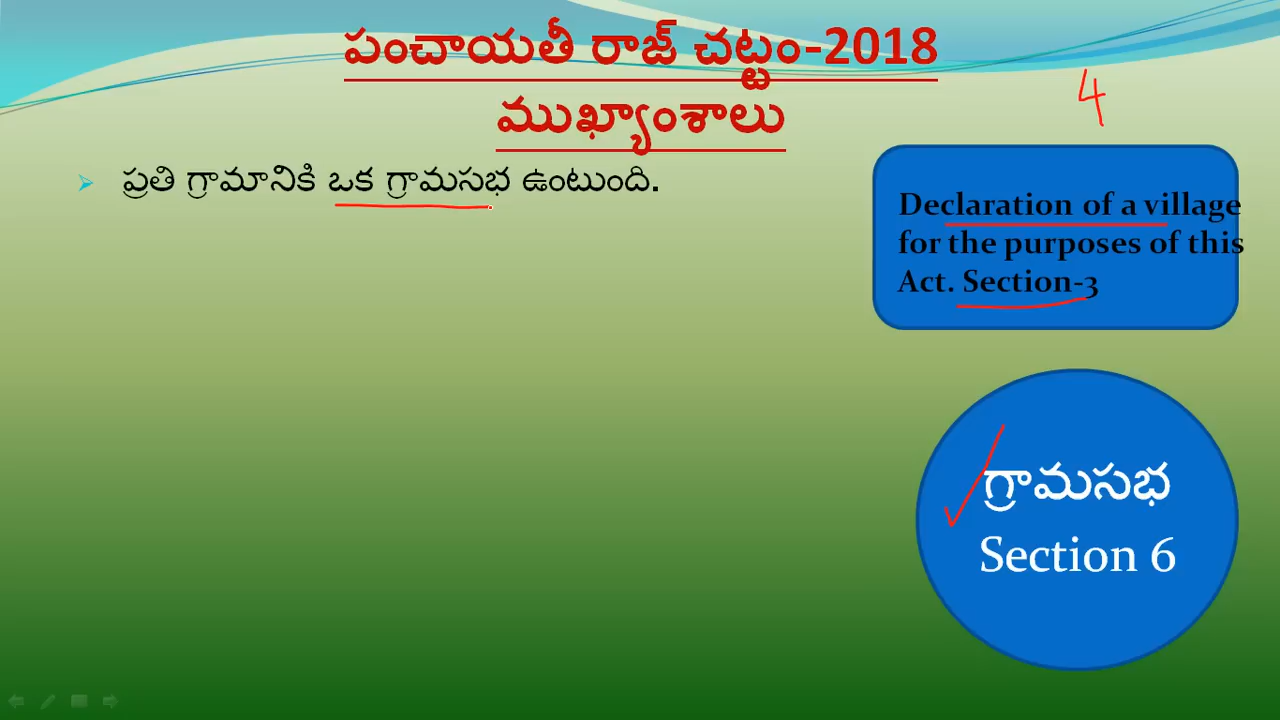 పంచాయతీ రాజ్ చట్టం-2018
ముఖ్యాంశాలు
4
ప్రతి గ్రామానికి ఒక గ్రామసభ ఉంటుంది.
Declaration of a village
for the purposes of this
Act. Section-3
గ్రామసభ
Section 6